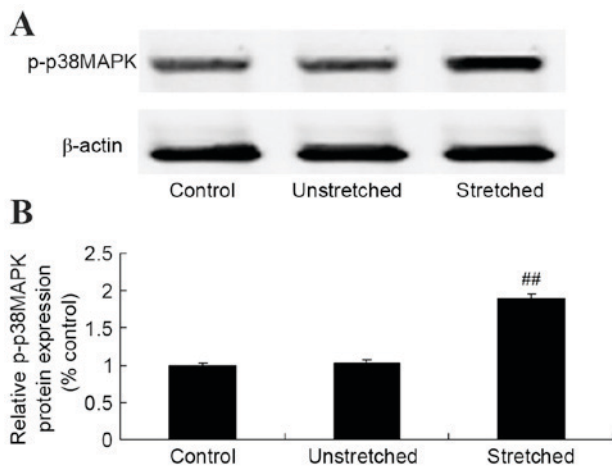 A
p-p38MAPK
β-actin
Control Unstretched Stretched
B
Relative p-p38MAPK
protein expression
(% control)
2.5
2
1.5
1
0.5
0
##
Control Unstretched Stretched